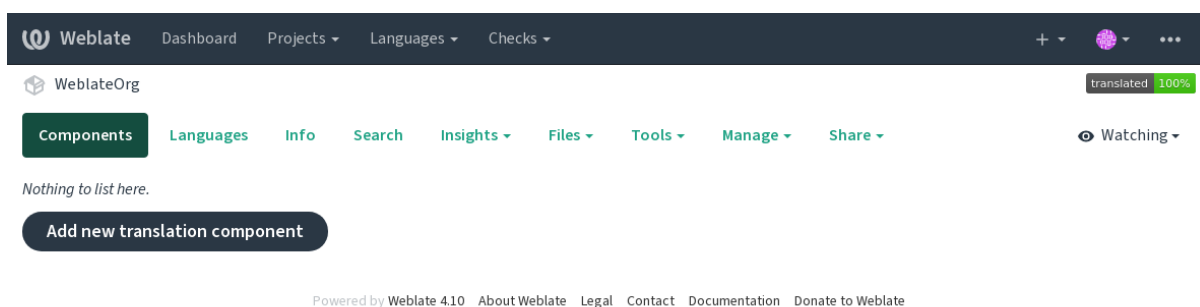 Weblate Dashboard Projects Languages Checks
WeblateOrg translated 100%
Components Languages Info Search Insights Files Tools Manage Share Watching
Nothing to list here.
Add new translation component
Powered by Weblate 4.10 About Weblate Legal Contact Documentation Donate to Weblate